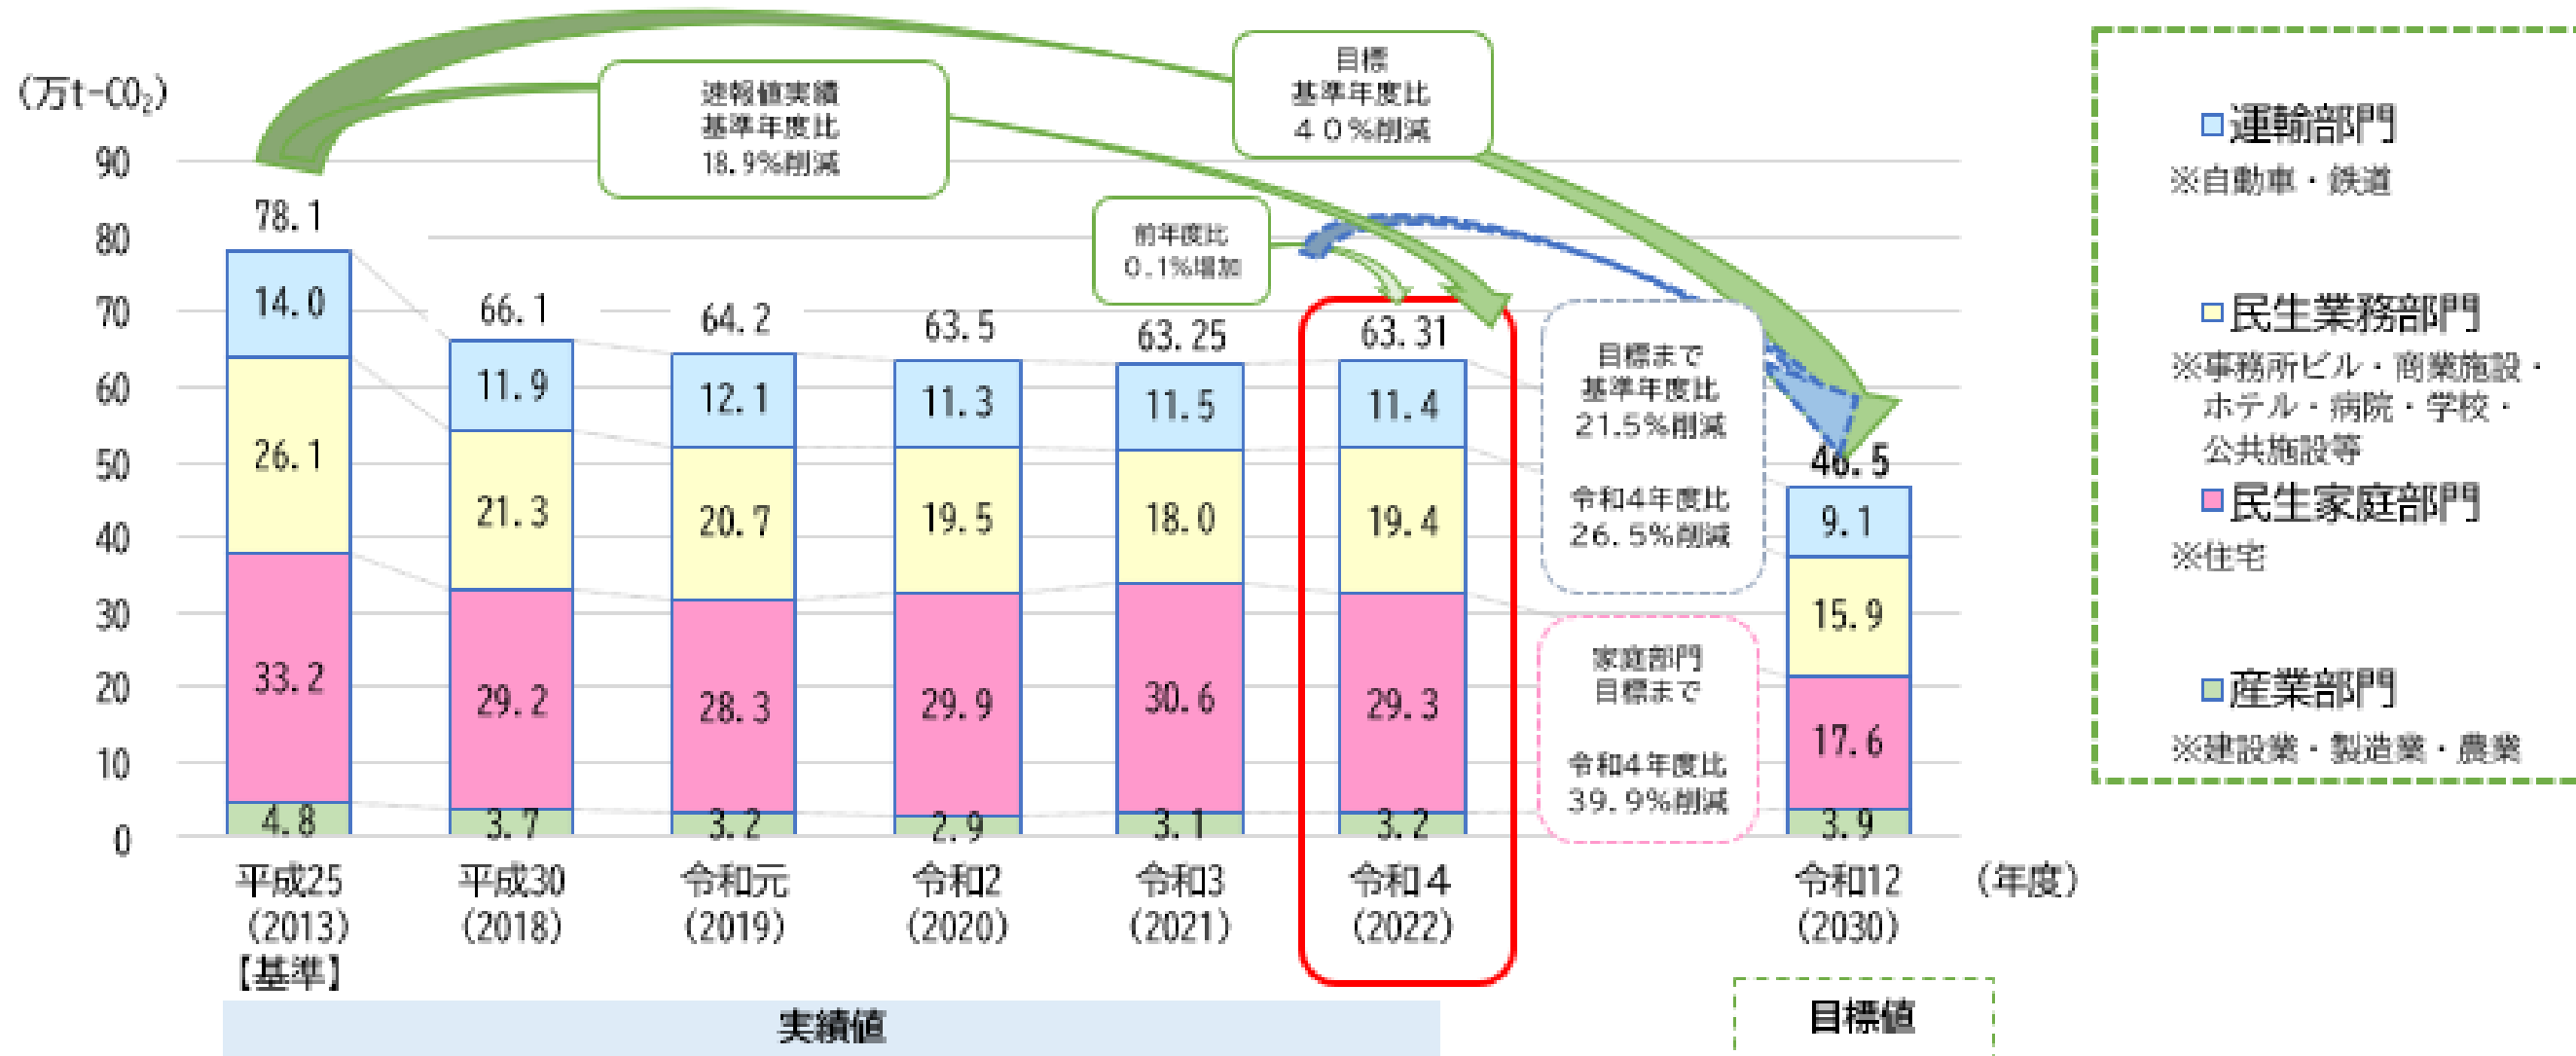 (万t-CO₂)
90
80
70
60
50
40
30
20
10
0
速報値実績
基準年度比
18.9%削減
目標
基準年度比
40%削減
前年度比
0.1%増加
78.1
14.0
26.1
33.2
4.8
66.1
11.9
21.3
29.2
3.7
64.2
12.1
20.7
28.3
3.2
63.5
11.3
19.5
29.9
2.9
63.25
11.5
18.0
30.6
3.1
63.31
11.4
19.4
29.3
3.2
目標まで
基準年度比
21.5%削減
令和4年度比
26.5%削減
家庭部門
目標まで
令和4年度比
39.9%削減
46.5
9.1
15.9
17.6
3.9
平成25
(2013)
【基準】
平成30
(2018)
令和元
(2019)
令和2
(2020)
令和3
(2021)
令和4
(2022)
令和12
(2030)
(年度)
実績値
目標値
運輸部門
※自動車・鉄道
民生業務部門
※事務所ビル・商業施設・
ホテル・病院・学校・
公共施設等
民生家庭部門
※住宅
産業部門
※建設業・製造業・農業